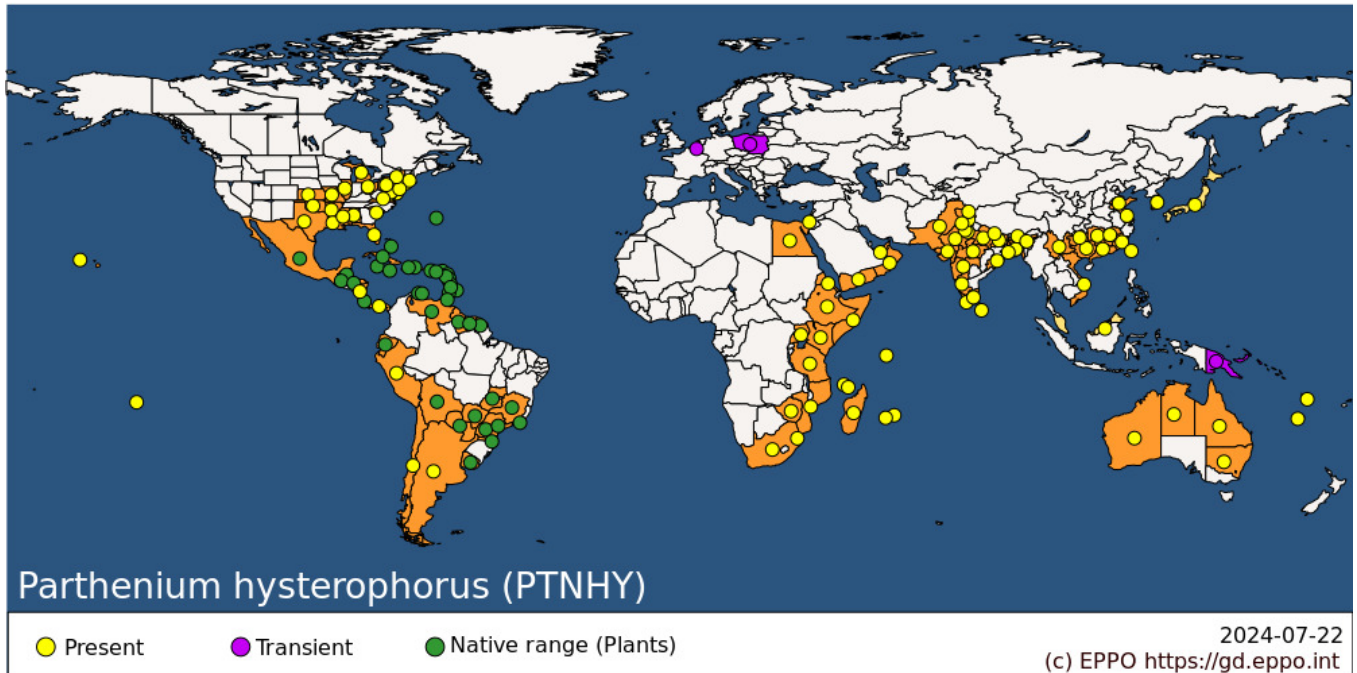 Parthenium hysterophorus (PTNHY)
Present
Transient
Native range (Plants)
2024-07-22
(c) EPPO https://gd.eppo.int